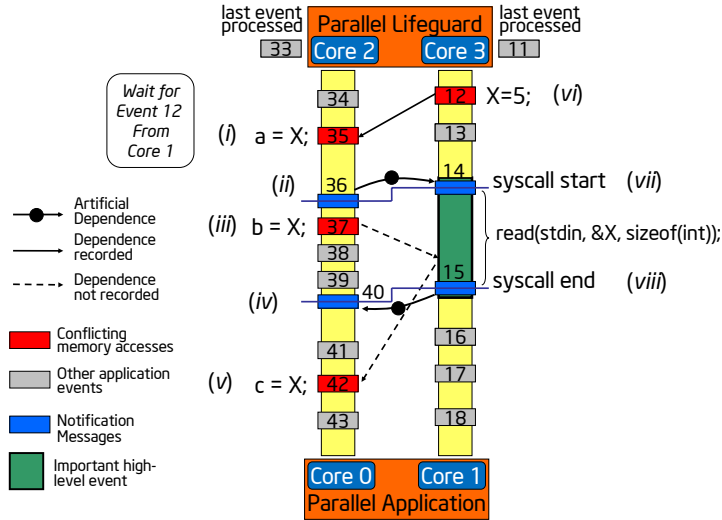 last event
processed
33
Parallel Lifeguard
Core 2
Core 3
last event
processed
11
Wait for
Event 12
From
Core 1
34
12
X=5;
(vi)
(i)
a = X;
35
13
(ii)
36
14
syscall start
(vii)
Artificial
Dependence
Dependence
recorded
Dependence
not recorded
(iii)
b = X;
37
38
39
read(stdin, &X, sizeof(int));
15
syscall end
(viii)
(iv)
40
41
16
(v)
c = X;
42
17
43
18
Conflicting
memory accesses
Other application
events
Notification
Messages
Important high-
level event
Core 0
Core 1
Parallel Application